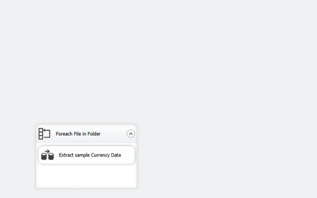 Foreach File in Folder
Extract sample Currency Data